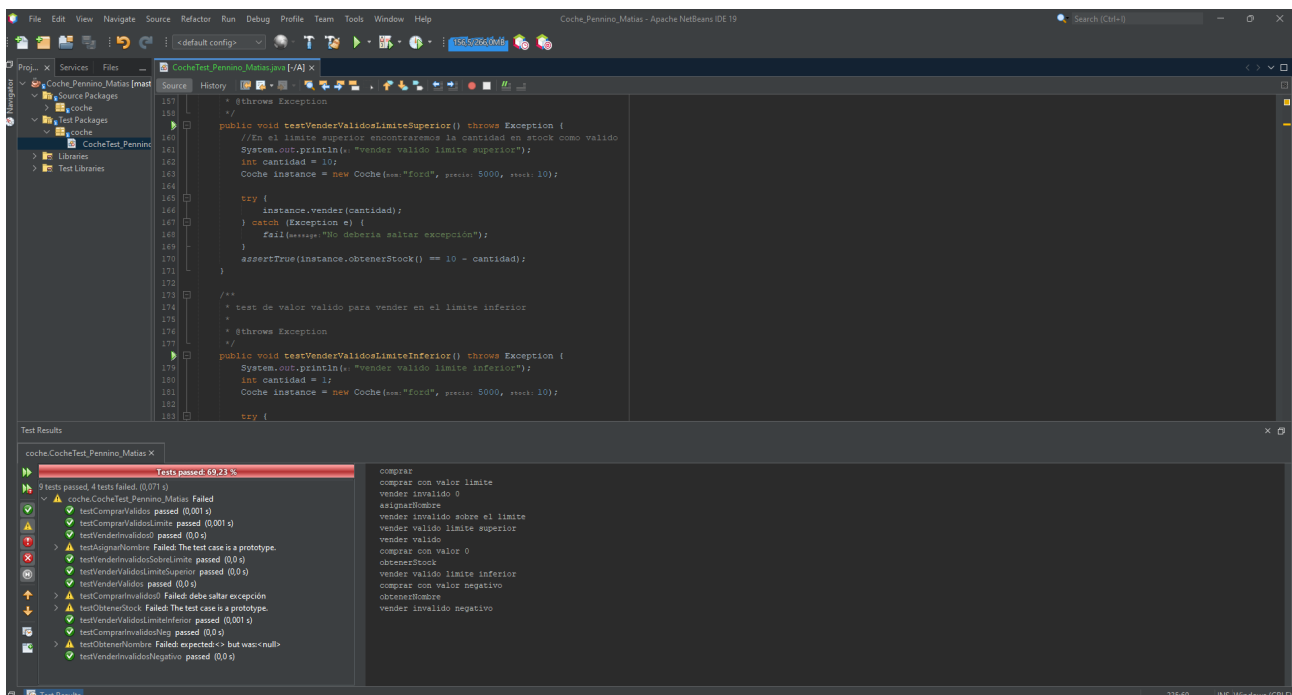 File Edit View Navigate Source Refactor Run Debug Profile Team Tools Window Help
Coche_Pennino_Matias - Apache NetBeans IDE 19
Search (Ctrl+I)
<default config>
156,5/266,0MB
Proj... Services Files
CocheTest_Pennino_Matias.java [-/A]
Navigator
Coche_Pennino_Matias [mast
Source Packages
coche
Test Packages
coche
CocheTest_Pennino
Libraries
Test Libraries
Source History
157 * @throws Exception
158 */
public void testVenderValidosLimiteSuperior() throws Exception {
160 //En el limite superior encontraremos la cantidad en stock como valido
161 System.out.println(x: "vender valido limite superior");
162 int cantidad = 10;
163 Coche instance = new Coche(nom:"ford", precio: 5000, stock: 10);
164
165 try {
166 instance.vender(cantidad);
167 } catch (Exception e) {
168 fail(message:"No deberia saltar excepción");
169 }
170 assertTrue(instance.obtenerStock() == 10 - cantidad);
171 }
172
173 /**
174 * test de valor valido para vender en el limite inferior
175 *
176 * @throws Exception
177 */
public void testVenderValidosLimiteInferior() throws Exception {
179 System.out.println(x: "vender valido limite inferior");
180 int cantidad = 1;
181 Coche instance = new Coche(nom:"ford", precio: 5000, stock: 10);
182
183 try {
Test Results
coche.CocheTest_Pennino_Matias
Tests passed: 69,23 %
9 tests passed, 4 tests failed. (0,071 s)
coche.CocheTest_Pennino_Matias Failed
testComprarValidos passed (0,001 s)
testComprarValidosLimite passed (0,001 s)
testVenderInvalidos0 passed (0,0 s)
testAsignarNombre Failed: The test case is a prototype.
testVenderInvalidosSobreLimite passed (0,0 s)
testVenderValidosLimiteSuperior passed (0,0 s)
testVenderValidos passed (0,0 s)
testComprarInvalidos0 Failed: debe saltar excepción
testObtenerStock Failed: The test case is a prototype.
testVenderValidosLimiteInferior passed (0,001 s)
testComprarInvalidosNeg passed (0,0 s)
testObtenerNombre Failed: expected:<> but was:<null>
testVenderInvalidosNegativo passed (0,0 s)
comprar
comprar con valor limite
vender invalido 0
asignarNombre
vender invalido sobre el limite
vender valido limite superior
vender valido
comprar con valor 0
obtenerStock
vender valido limite inferior
comprar con valor negativo
obtenerNombre
vender invalido negativo
Test Results
225:60 INS Windows (CRLF)